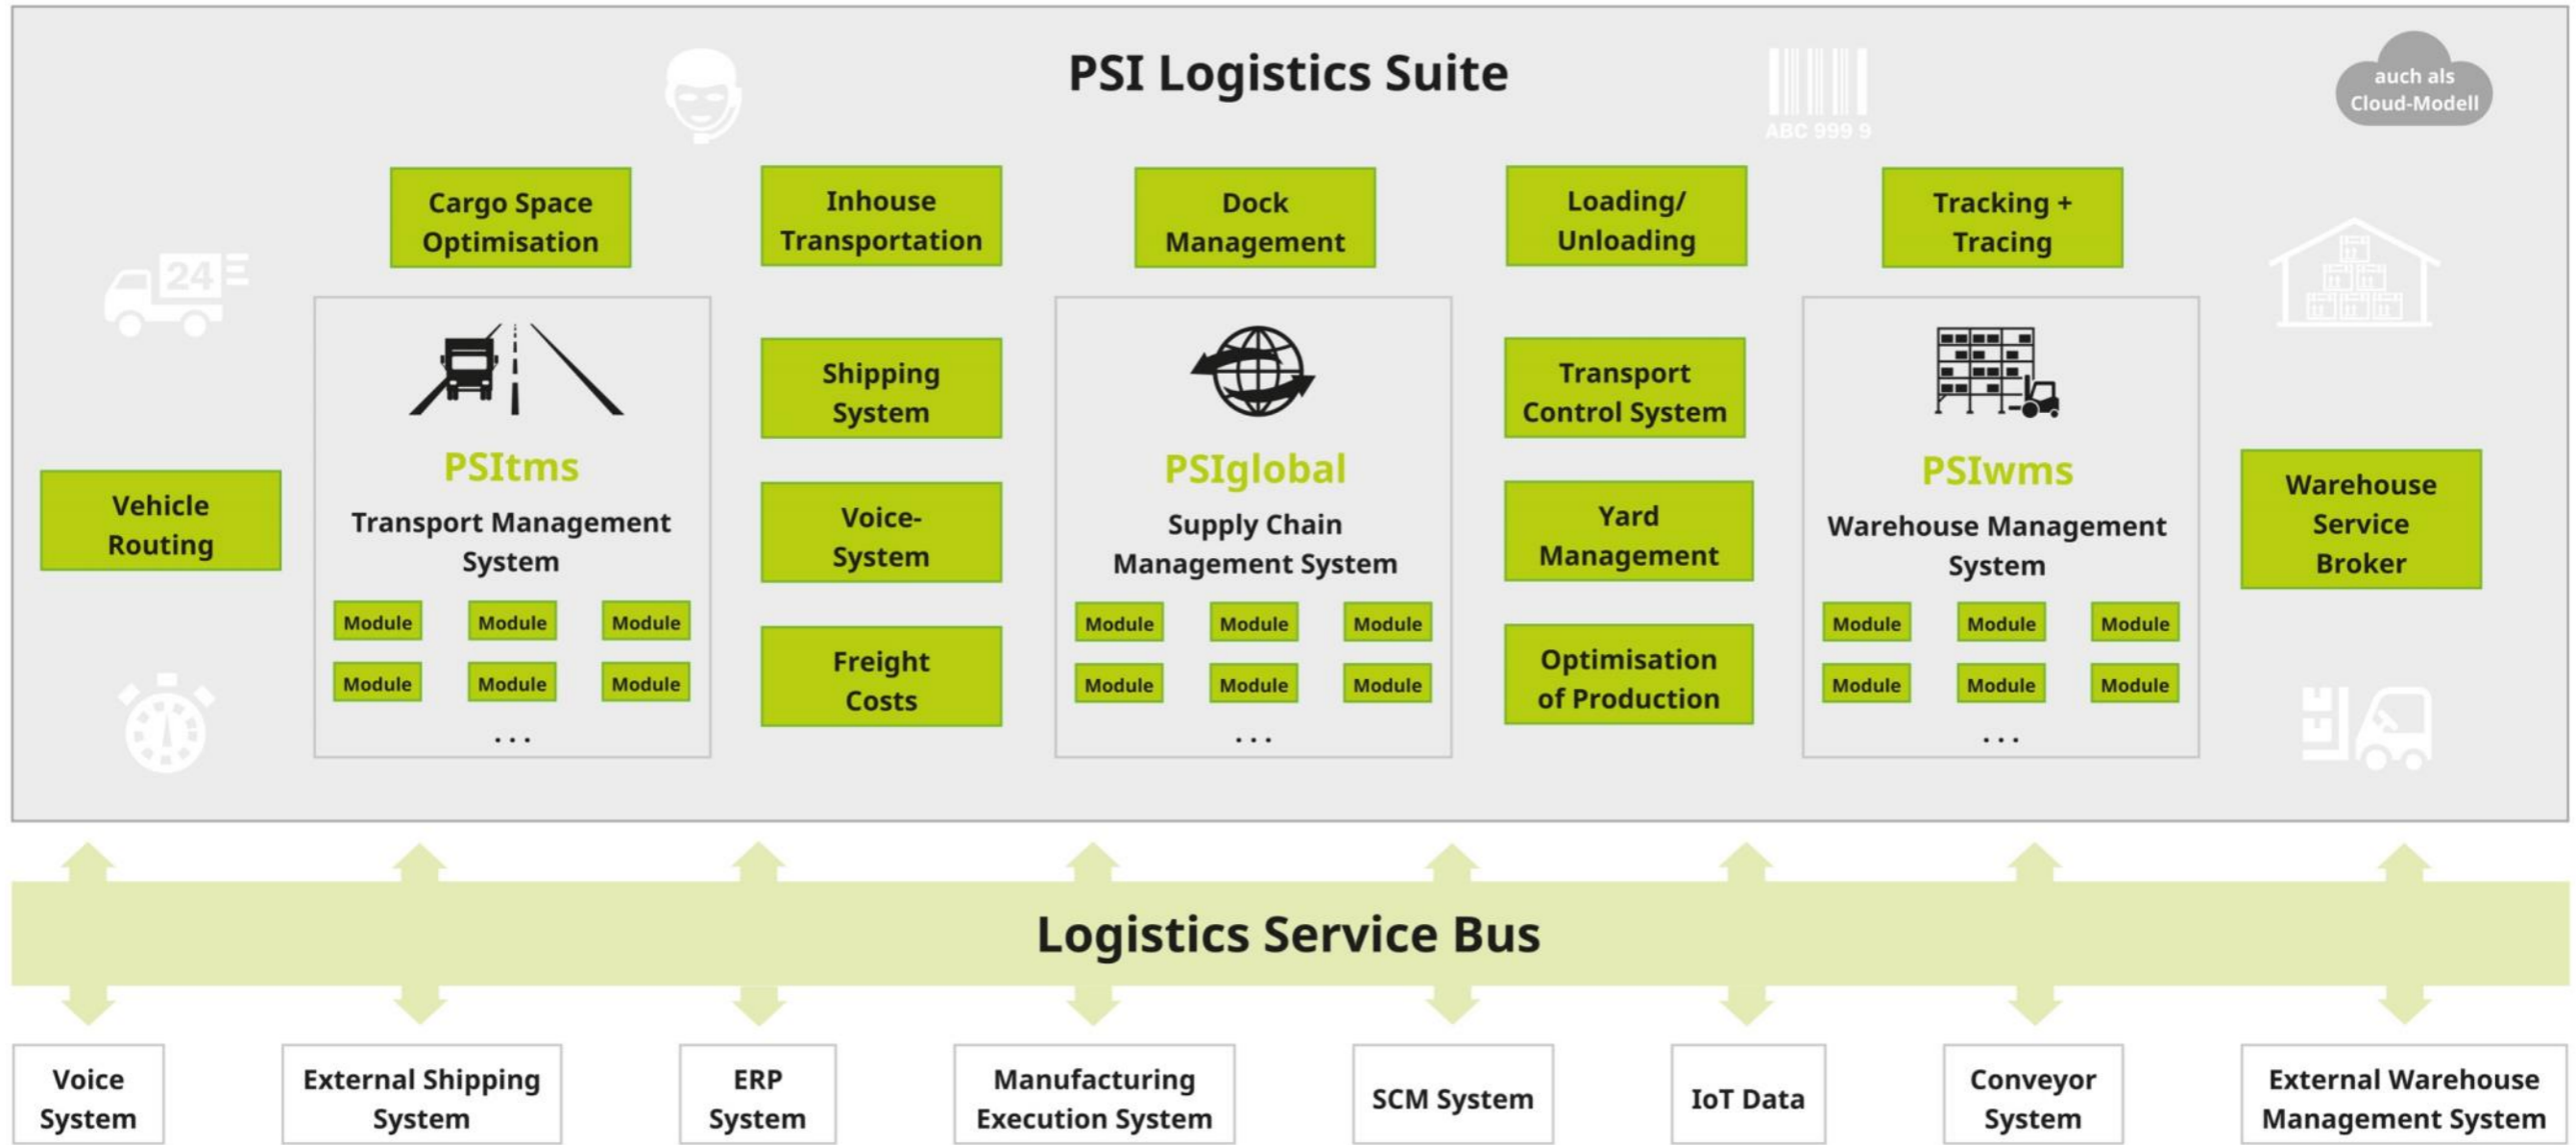 PSI Logistics Suite
auch als
Cloud-Modell
ABC 999 9
Cargo Space
Optimisation
Inhouse
Transportation
Dock
Management
Loading/
Unloading
Tracking +
Tracing
24
Vehicle
Routing
PSItms
Transport Management
System
Module Module Module
Module Module Module
...
Shipping
System
Voice-
System
Freight
Costs
PSIglobal
Supply Chain
Management System
Module Module Module
Module Module Module
...
Transport
Control System
Yard
Management
Optimisation
of Production
PSIwms
Warehouse Management
System
Module Module Module
Module Module Module
...
Warehouse
Service
Broker
Logistics Service Bus
Voice
System
External Shipping
System
ERP
System
Manufacturing
Execution System
SCM System
IoT Data
Conveyor
System
External Warehouse
Management System